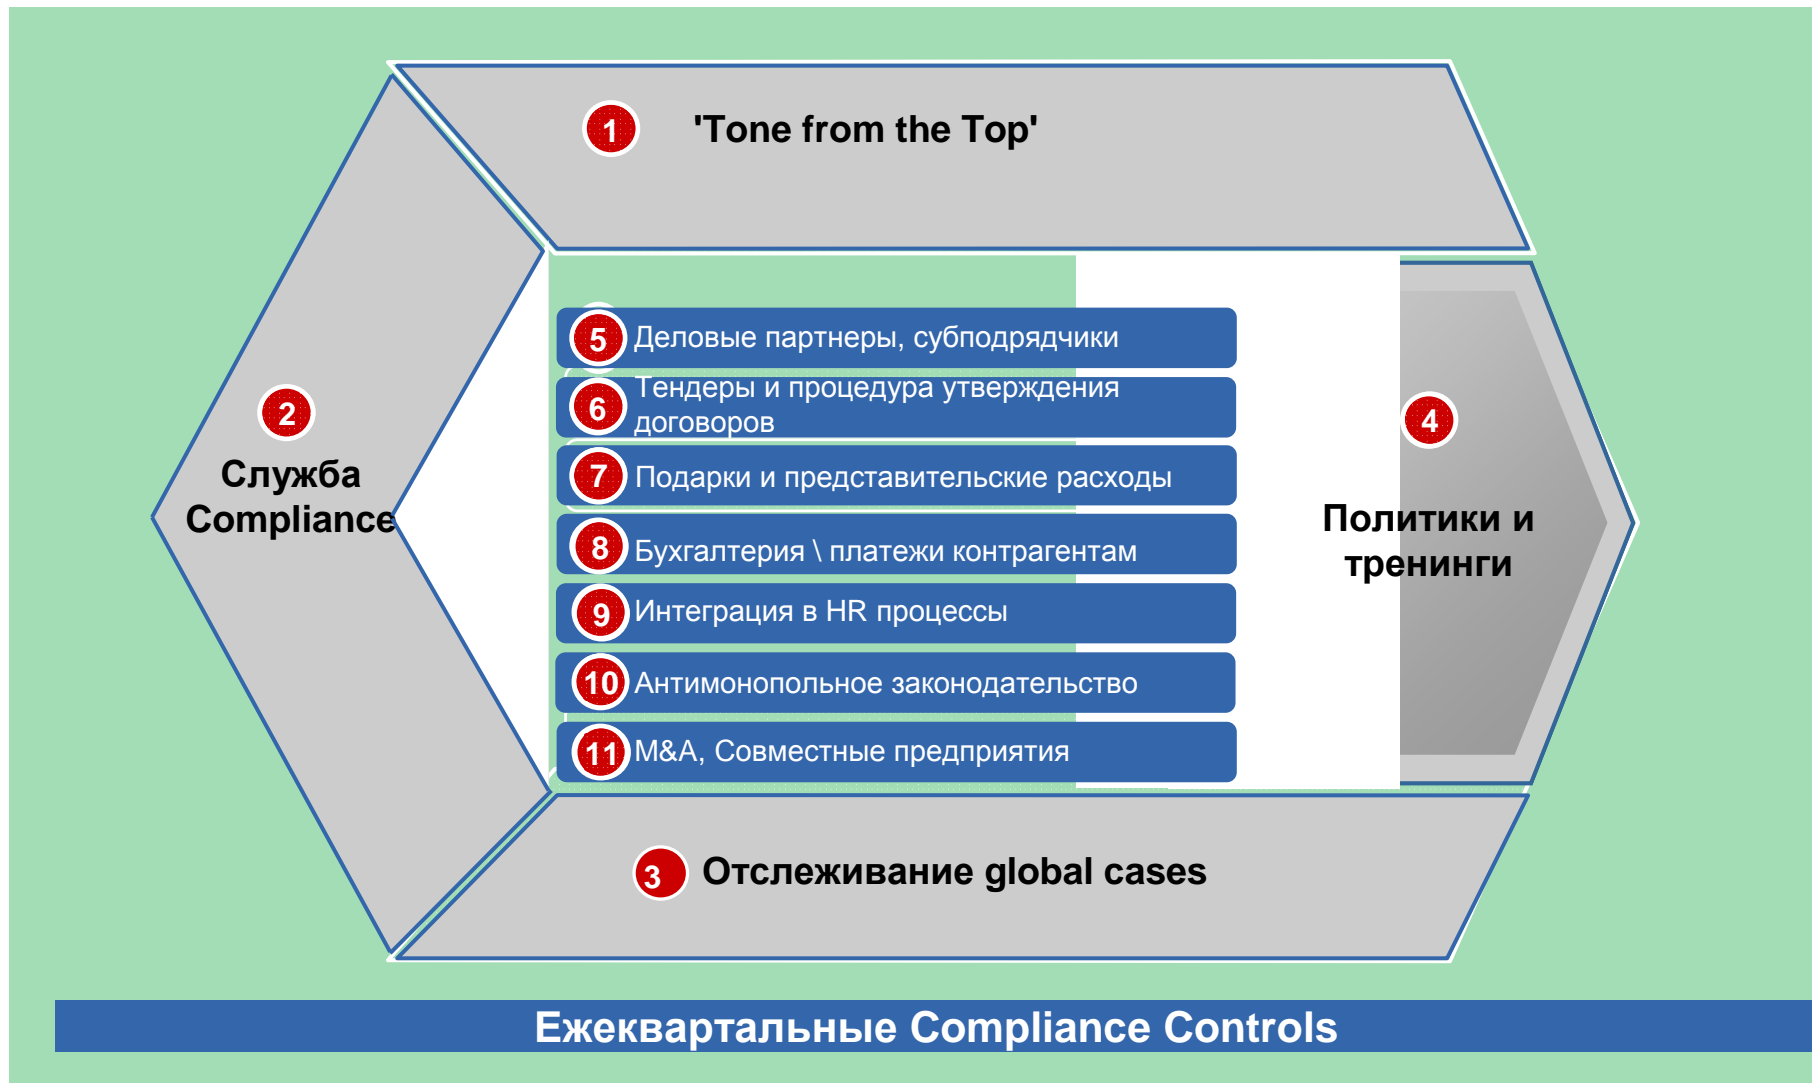 1 'Tone from the Top'
2
Служба
Compliance
5 Деловые партнеры, субподрядчики
6 Тендеры и процедура утверждения
договоров
7 Подарки и представительские расходы
8 Бухгалтерия \ платежи контрагентам
9 Интеграция в HR процессы
10 Антимонопольное законодательство
11 M&A, Совместные предприятия
4
Политики и
тренинги
3 Отслеживание global cases
Ежеквартальные Compliance Controls